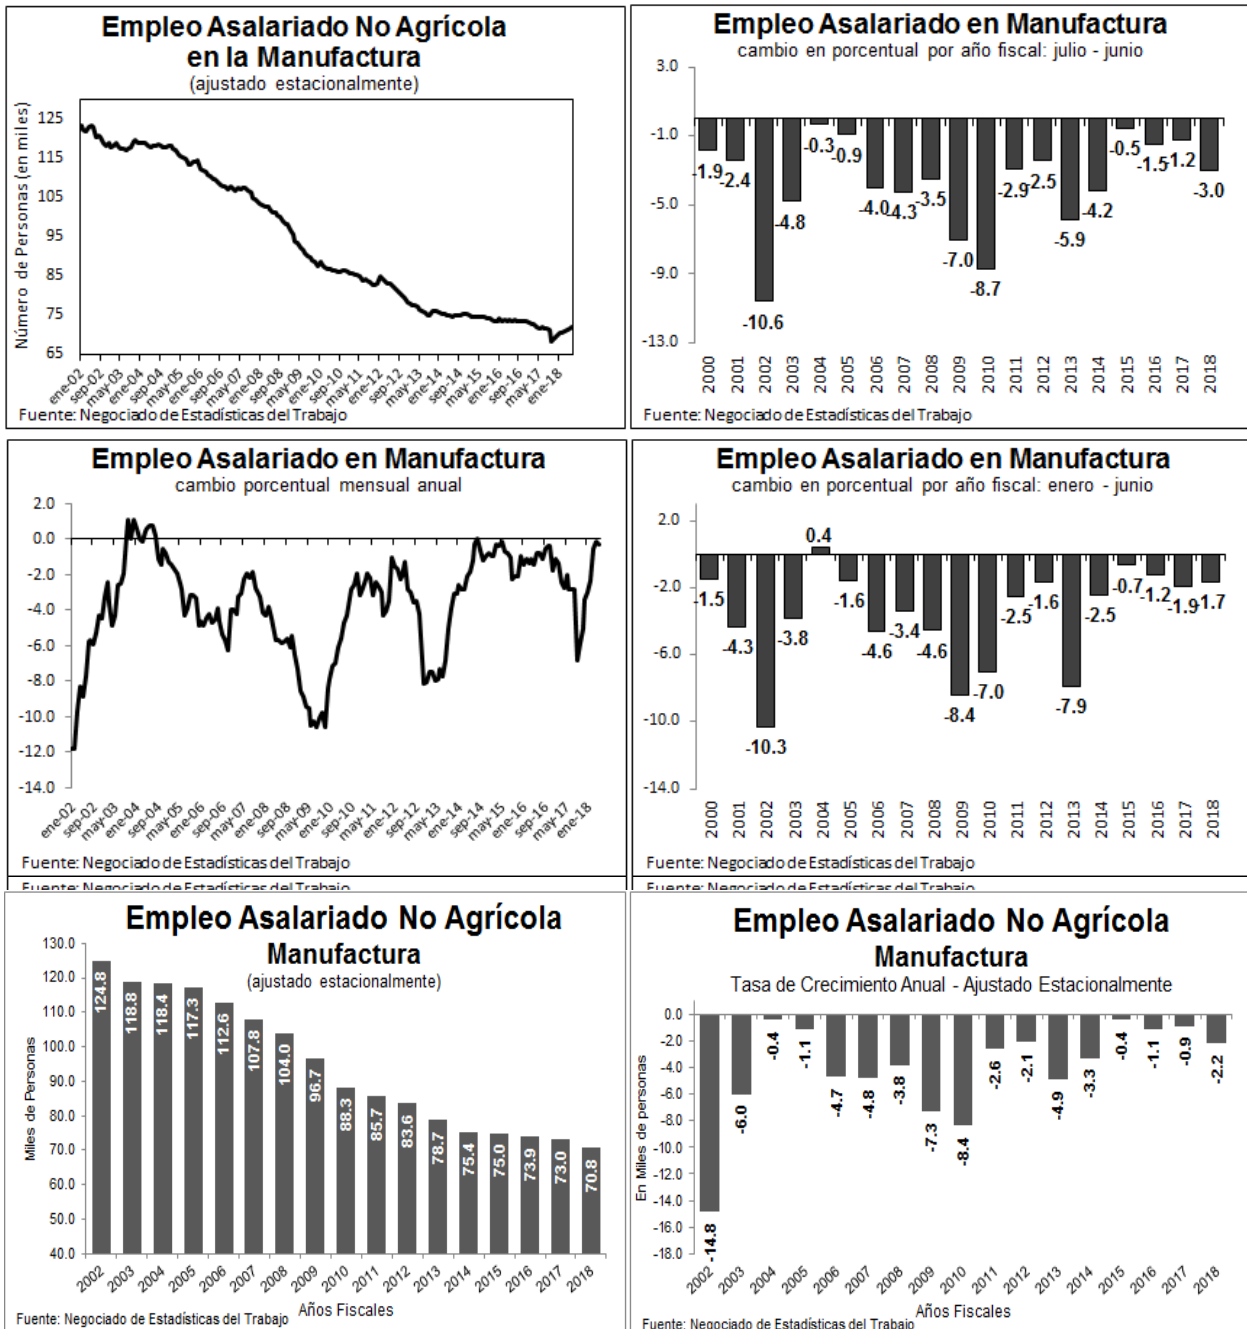 Empleo Asalariado No Agrícola
en la Manufactura
(ajustado estacionalmente)
Número de Personas (en miles)
125
115
105
95
85
75
65
ene-02
sep-02
may-03
ene-04
sep-04
may-05
ene-06
sep-06
may-07
ene-08
sep-08
may-09
ene-10
sep-10
may-11
ene-12
sep-12
may-13
ene-14
sep-14
may-15
ene-16
sep-16
may-17
ene-18
Fuente: Negociado de Estadísticas del Trabajo
Empleo Asalariado en Manufactura
cambio en porcentual por año fiscal: julio - junio
3.0
-1.0
-5.0
-9.0
-13.0
-1.9
-2.4
-10.6
-4.8
-0.3
-0.9
-4.0
-4.3
-3.5
-7.0
-8.7
-2.9
-2.5
-5.9
-4.2
-0.5
-1.5
-1.2
-3.0
2000
2001
2002
2003
2004
2005
2006
2007
2008
2009
2010
2011
2012
2013
2014
2015
2016
2017
2018
Fuente: Negociado de Estadísticas del Trabajo
Empleo Asalariado en Manufactura
cambio porcentual mensual anual
2.0
0.0
-2.0
-4.0
-6.0
-8.0
-10.0
-12.0
-14.0
ene-02
sep-02
may-03
ene-04
sep-04
may-05
ene-06
sep-06
may-07
ene-08
sep-08
may-09
ene-10
sep-10
may-11
ene-12
sep-12
may-13
ene-14
sep-14
may-15
ene-16
sep-16
may-17
ene-18
Fuente: Negociado de Estadísticas del Trabajo
Fuente: Negociado de Estadísticas del Trabajo
Empleo Asalariado en Manufactura
cambio en porcentual por año fiscal: enero - junio
2.0
-2.0
-6.0
-10.0
-14.0
-1.5
-4.3
-10.3
-3.8
0.4
-1.6
-4.6
-3.4
-4.6
-8.4
-7.0
-2.5
-1.6
-7.9
-2.5
-0.7
-1.2
-1.9
-1.7
2000
2001
2002
2003
2004
2005
2006
2007
2008
2009
2010
2011
2012
2013
2014
2015
2016
2017
2018
Fuente: Negociado de Estadísticas del Trabajo
Fuente: Negociado de Estadísticas del Trabajo
Empleo Asalariado No Agrícola
Manufactura
(ajustado estacionalmente)
Miles de Personas
130.0
120.0
110.0
100.0
90.0
80.0
70.0
60.0
50.0
40.0
124.8
118.8
118.4
117.3
112.6
107.8
104.0
96.7
88.3
85.7
83.6
78.7
75.4
75.0
73.9
73.0
70.8
2002
2003
2004
2005
2006
2007
2008
2009
2010
2011
2012
2013
2014
2015
2016
2017
2018
Años Fiscales
Fuente: Negociado de Estadísticas del Trabajo
Empleo Asalariado No Agrícola
Manufactura
Tasa de Crecimiento Anual - Ajustado Estacionalmente
En Miles de personas
0.0
-2.0
-4.0
-6.0
-8.0
-10.0
-12.0
-14.0
-16.0
-18.0
-14.8
-6.0
-0.4
-1.1
-4.7
-4.8
-3.8
-7.3
-8.4
-2.6
-2.1
-4.9
-3.3
-0.4
-1.1
-0.9
-2.2
2002
2003
2004
2005
2006
2007
2008
2009
2010
2011
2012
2013
2014
2015
2016
2017
2018
Años Fiscales
Fuente: Negociado de Estadísticas del Trabajo